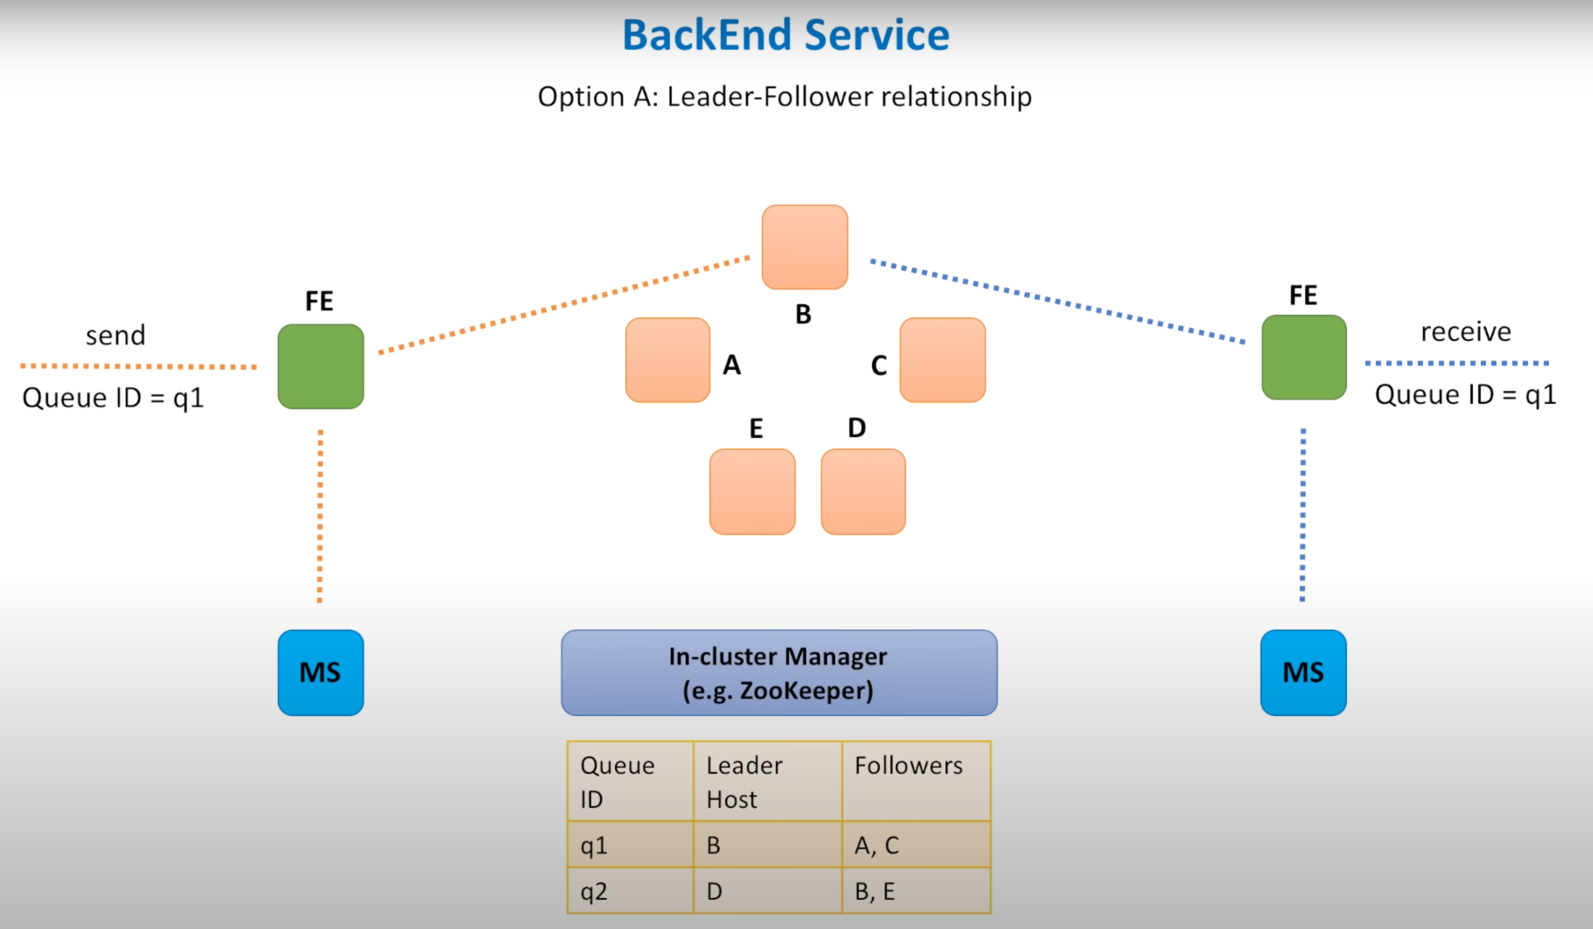 BackEnd Service
Option A: Leader-Follower relationship
FE
send
Queue ID = q1
B
A
C
E
D
FE
receive
Queue ID = q1
MS
In-cluster Manager
(e.g. ZooKeeper)
MS
Queue ID
Leader Host
Followers
q1
B
A, C
q2
D
B, E